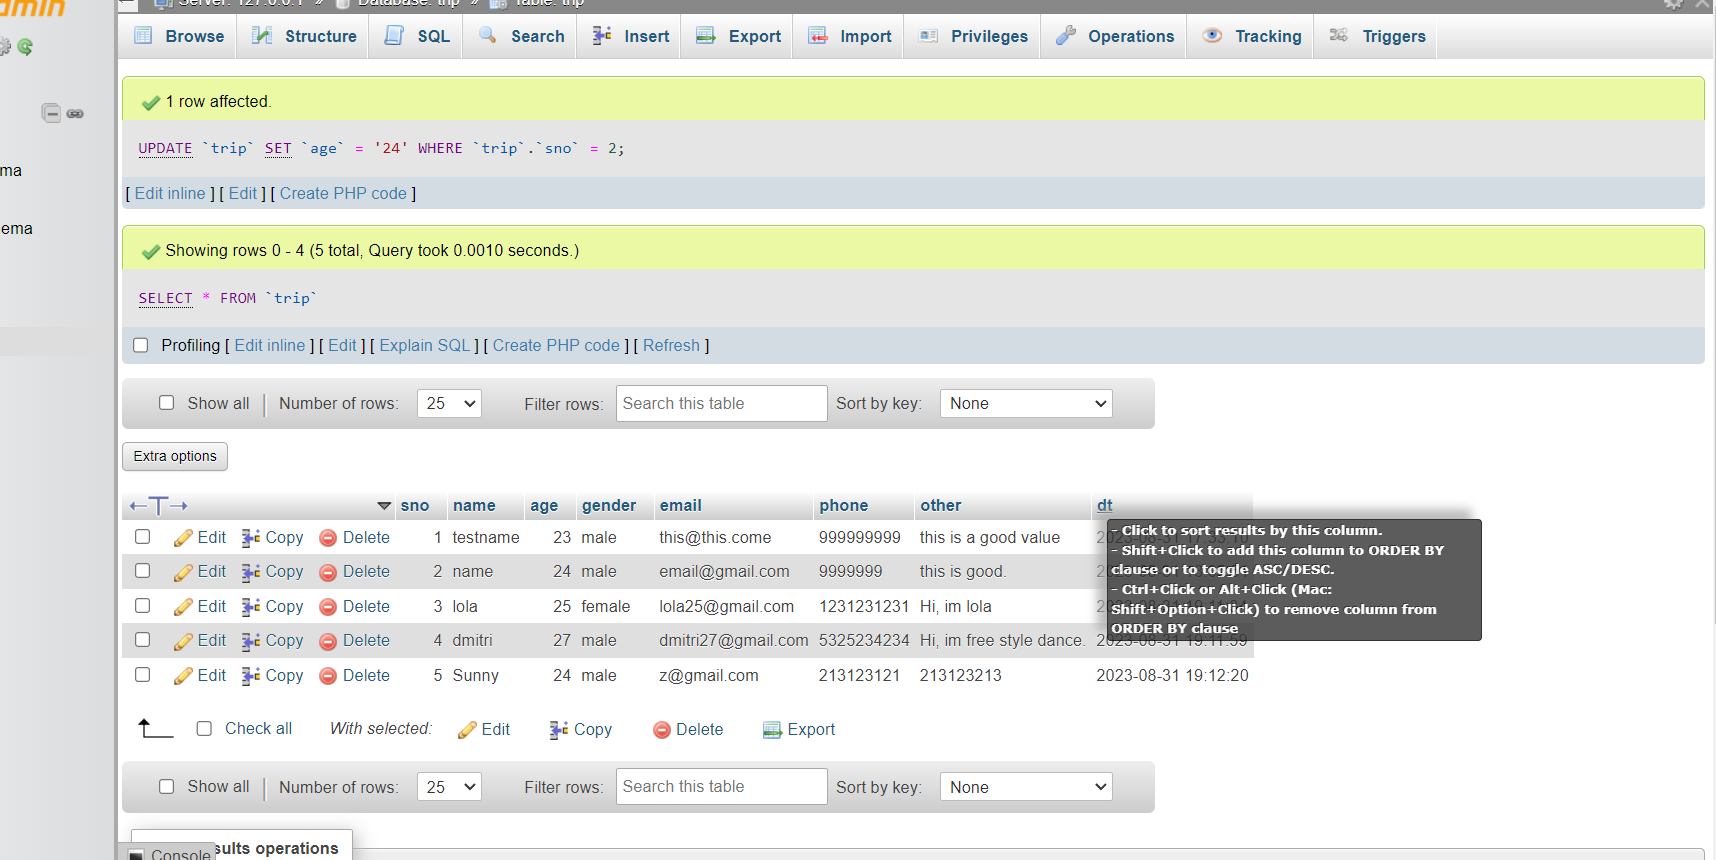 Server: 127.0.0.1 » Database: trip » Table: trip
Browse Structure SQL Search Insert Export Import Privileges Operations Tracking Triggers
ma
ema
1 row affected.
UPDATE `trip` SET `age` = '24' WHERE `trip`.`sno` = 2;
[ Edit inline ] [ Edit ] [ Create PHP code ]
Showing rows 0 - 4 (5 total, Query took 0.0010 seconds.)
SELECT * FROM `trip`
Profiling [ Edit inline ] [ Edit ] [ Explain SQL ] [ Create PHP code ] [ Refresh ]
Show all Number of rows: 25 Filter rows: Search this table Sort by key: None
Extra options
sno name age gender email phone other dt
Edit Copy Delete 1 testname 23 male this@this.come 999999999 this is a good value
Edit Copy Delete 2 name 24 male email@gmail.com 9999999 this is good.
Edit Copy Delete 3 lola 25 female lola25@gmail.com 1231231231 Hi, im lola
Edit Copy Delete 4 dmitri 27 male dmitri27@gmail.com 5325234234 Hi, im free style dance. 2023-08-31 19:11:59
Edit Copy Delete 5 Sunny 24 male z@gmail.com 213123121 213123213 2023-08-31 19:12:20
- Click to sort results by this column.
- Shift+Click to add this column to ORDER BY
clause or to toggle ASC/DESC.
- Ctrl+Click or Alt+Click (Mac:
Shift+Option+Click) to remove column from
ORDER BY clause
Check all With selected: Edit Copy Delete Export
Show all Number of rows: 25 Filter rows: Search this table Sort by key: None
sults operations
Console